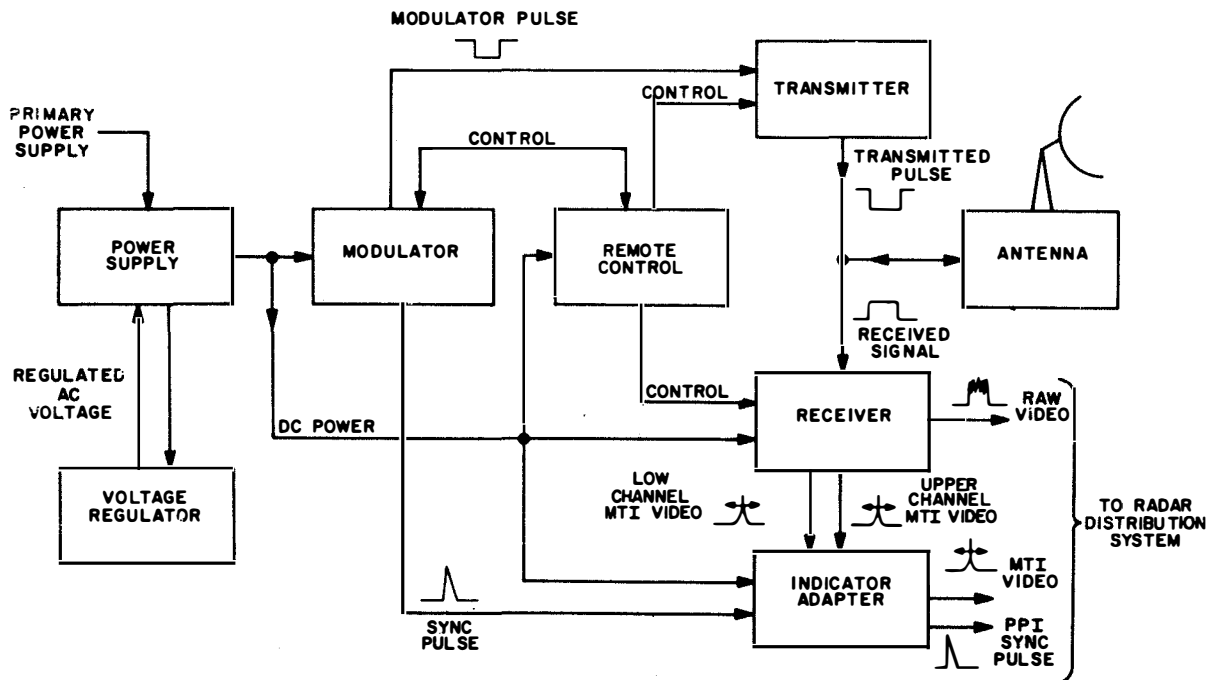 MODULATOR PULSE
TRANSMITTER
CONTROL
PRIMARY
POWER
SUPPLY
CONTROL
TRANSMITTED
PULSE
POWER
SUPPLY
MODULATOR
REMOTE
CONTROL
ANTENNA
RECEIVED
SIGNAL
REGULATED
AC
VOLTAGE
CONTROL
RECEIVER
RAW
VIDEO
DC POWER
VOLTAGE
REGULATOR
LOW
CHANNEL
MTI VIDEO
UPPER
CHANNEL
MTI VIDEO
TO RADAR
DISTRIBUTION
SYSTEM
INDICATOR
ADAPTER
MTI
VIDEO
SYNC
PULSE
PPI
SYNC
PULSE